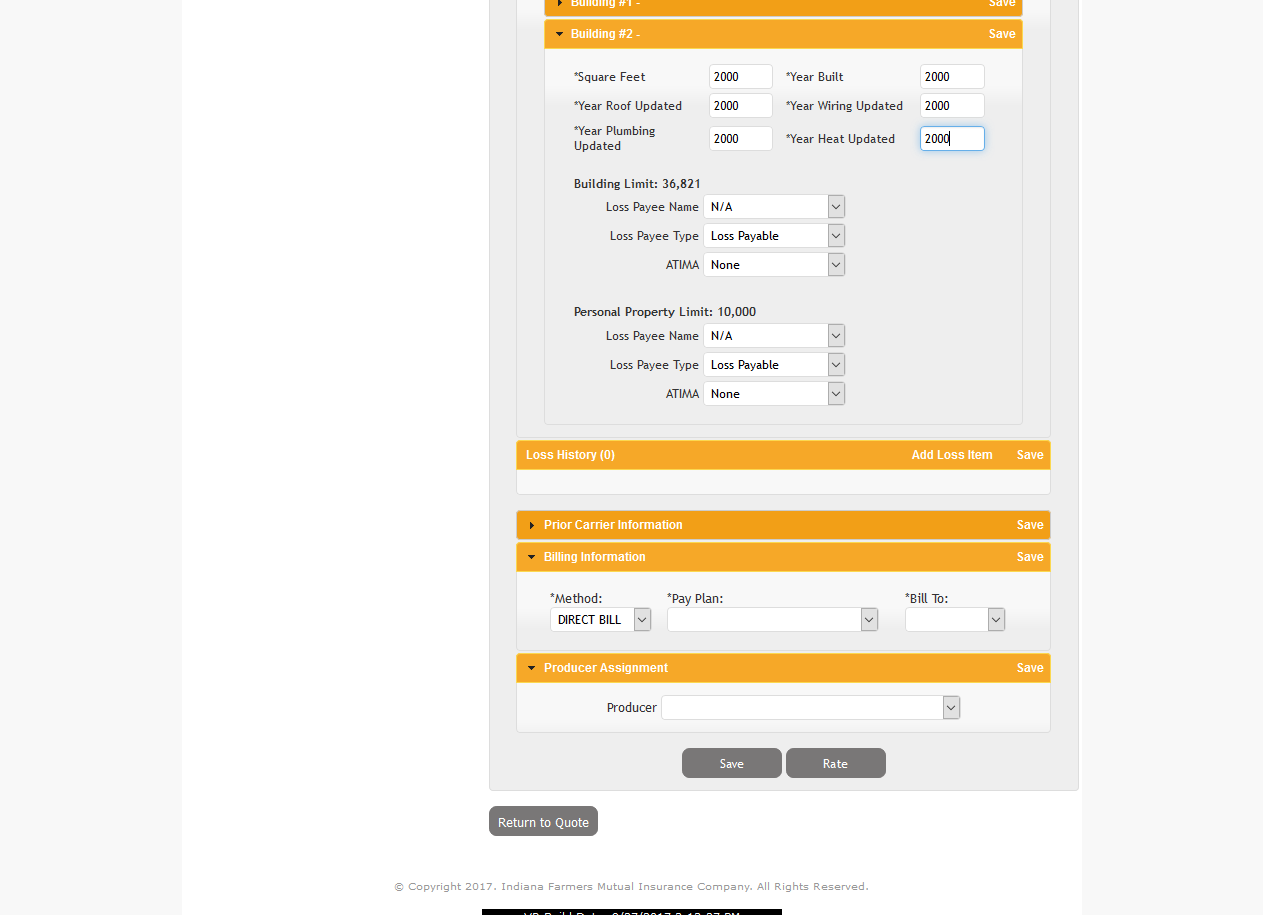 Building #1 - Save
Building #2 - Save
*Square Feet 2000 *Year Built 2000
*Year Roof Updated 2000 *Year Wiring Updated 2000
*Year Plumbing Updated 2000 *Year Heat Updated 2000
Building Limit: 36,821
Loss Payee Name N/A
Loss Payee Type Loss Payable
ATIMA None
Personal Property Limit: 10,000
Loss Payee Name N/A
Loss Payee Type Loss Payable
ATIMA None
Loss History (0) Add Loss Item Save
Prior Carrier Information Save
Billing Information Save
*Method: *Pay Plan: *Bill To:
DIRECT BILL
Producer Assignment Save
Producer
Save Rate
Return to Quote
© Copyright 2017. Indiana Farmers Mutual Insurance Company. All Rights Reserved.